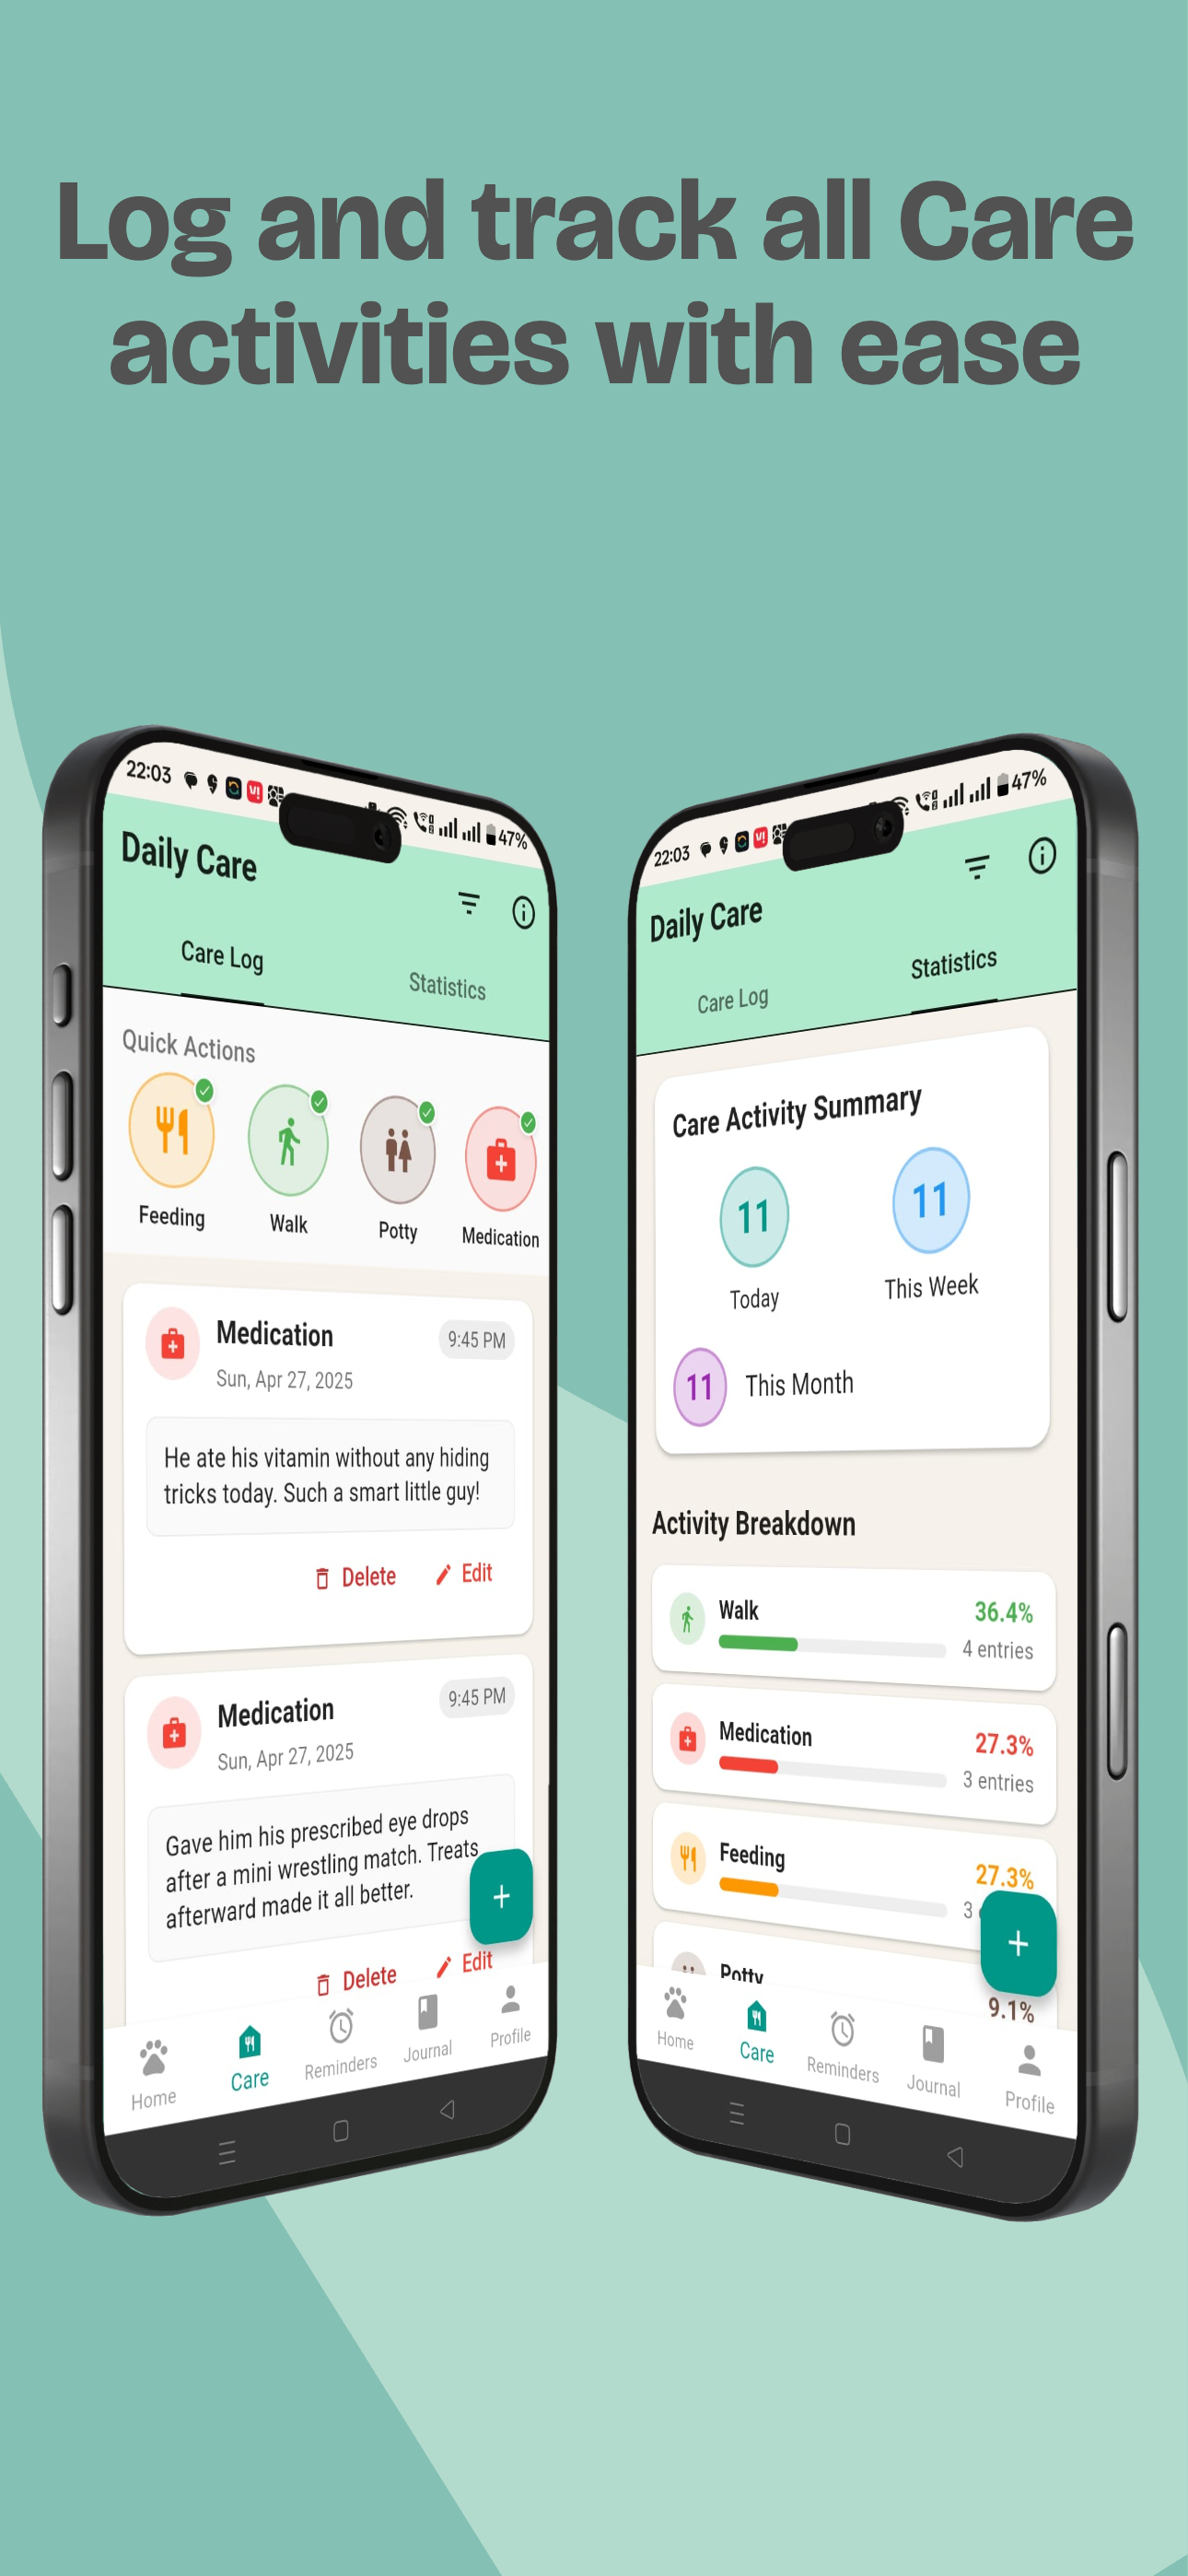 Log and track all Care
activities with ease
22:03
47%
Daily Care
Care Log
Statistics
Quick Actions
Feeding
Walk
Potty
Medication
Medication
9:45 PM
Sun, Apr 27, 2025
He ate his vitamin without any hiding
tricks today. Such a smart little guy!
Delete
Edit
Medication
9:45 PM
Sun, Apr 27, 2025
Gave him his prescribed eye drops
after a mini wrestling match. Treats
afterward made it all better.
+
Delete
Edit
Home
Care
Reminders
Journal
Profile
22:03
47%
Daily Care
Care Log
Statistics
Care Activity Summary
11
11
Today
This Week
11
This Month
Activity Breakdown
Walk
36.4%
4 entries
Medication
27.3%
3 entries
Feeding
27.3%
3
+
Potty
9.1%
Home
Care
Reminders
Journal
Profile